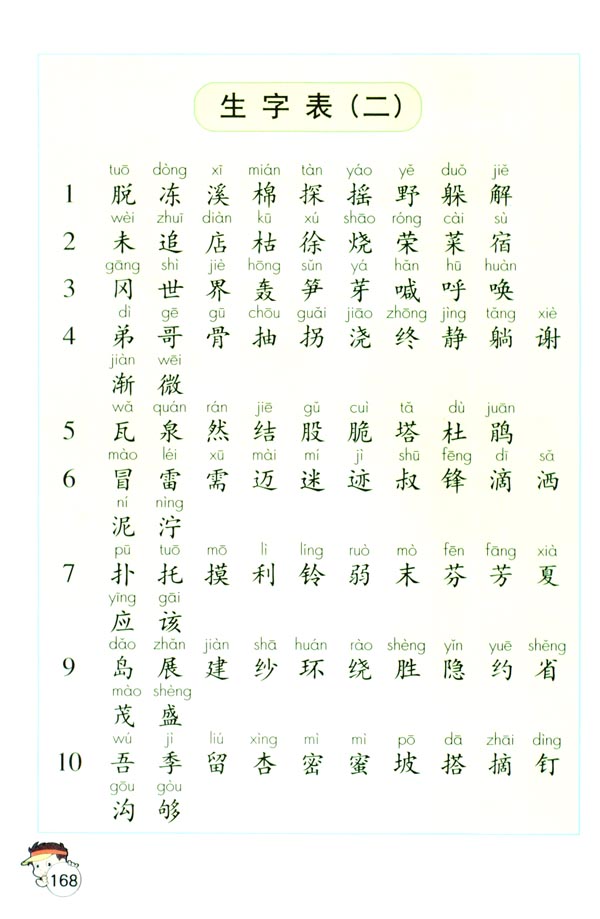 生字表（二）
tuō dòng xī mián tàn yáo yě duǒ jiě
1 脱 冻 溪 棉 探 摇 野 躲 解
wèi zhuī diàn kū xú shāo róng cài sù
2 未 追 店 枯 徐 烧 荣 菜 宿
gāng shì jiè hōng sǔn yá hǎn hū huàn
3 冈 世 界 轰 笋 芽 喊 呼 唤
dì gē gǔ chōu guǎi jiāo zhōng jìng tǎng xiè
4 弟 哥 骨 抽 拐 浇 终 静 躺 谢
jiàn wēi
渐 微
wǎ quán rán jiē gǔ cuì tǎ dù juān
5 瓦 泉 然 结 股 脆 塔 杜 鹃
mào léi xū mài mí jì shū fēng dī sǎ
6 冒 雷 需 迈 迷 迹 叔 锋 滴 洒
ní nìng
泥 泞
pū tuō mō lì líng ruò mò fēn fāng xià
7 扑 托 摸 利 铃 弱 末 芬 芳 夏
yīng gāi
应 该
dǎo zhǎn jiàn shā huán rào shèng yǐn yuē shěng
9 岛 展 建 纱 环 绕 胜 隐 约 省
mào shèng
茂 盛
wú jì liú xìng mì mì pō dā zhāi dìng
10 吾 季 留 杏 密 蜜 坡 搭 摘 钉
gōu gòu
沟 够
168